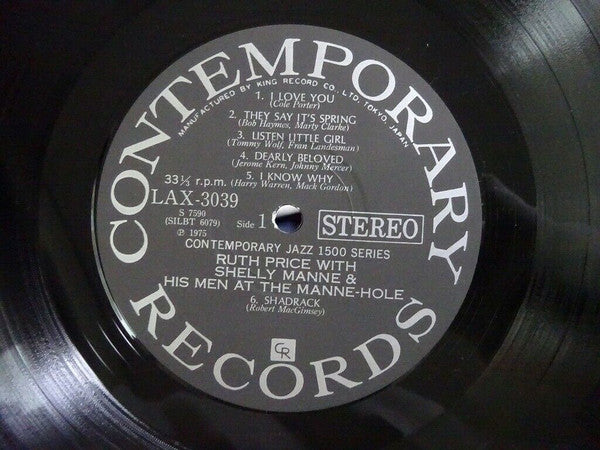 CONTEMPORARY
MANUFACTURED BY KING RECORD CO., LTD, TOKYO, JAPAN
1. I LOVE YOU
(Cole Porter)
2. THEY SAY IT'S SPRING
(Bob Haymes, Marty Clarke)
3. LISTEN LITTLE GIRL
(Tommy Wolf, Fran Landesman)
4. DEARLY BELOVED
(Jerome Kern, Johnny Mercer)
5. I KNOW WHY
33⅓ r.p.m. (Harry Warren, Mack Gordon)
LAX-3039
S 7590
(SILBT 6079) Side 1 STEREO
℗ 1975
CONTEMPORARY JAZZ 1500 SERIES
RUTH PRICE WITH
SHELLY MANNE &
HIS MEN AT THE MANNE-HOLE
6. SHADRACK
(Robert MacGimsey)
CR
RECORDS